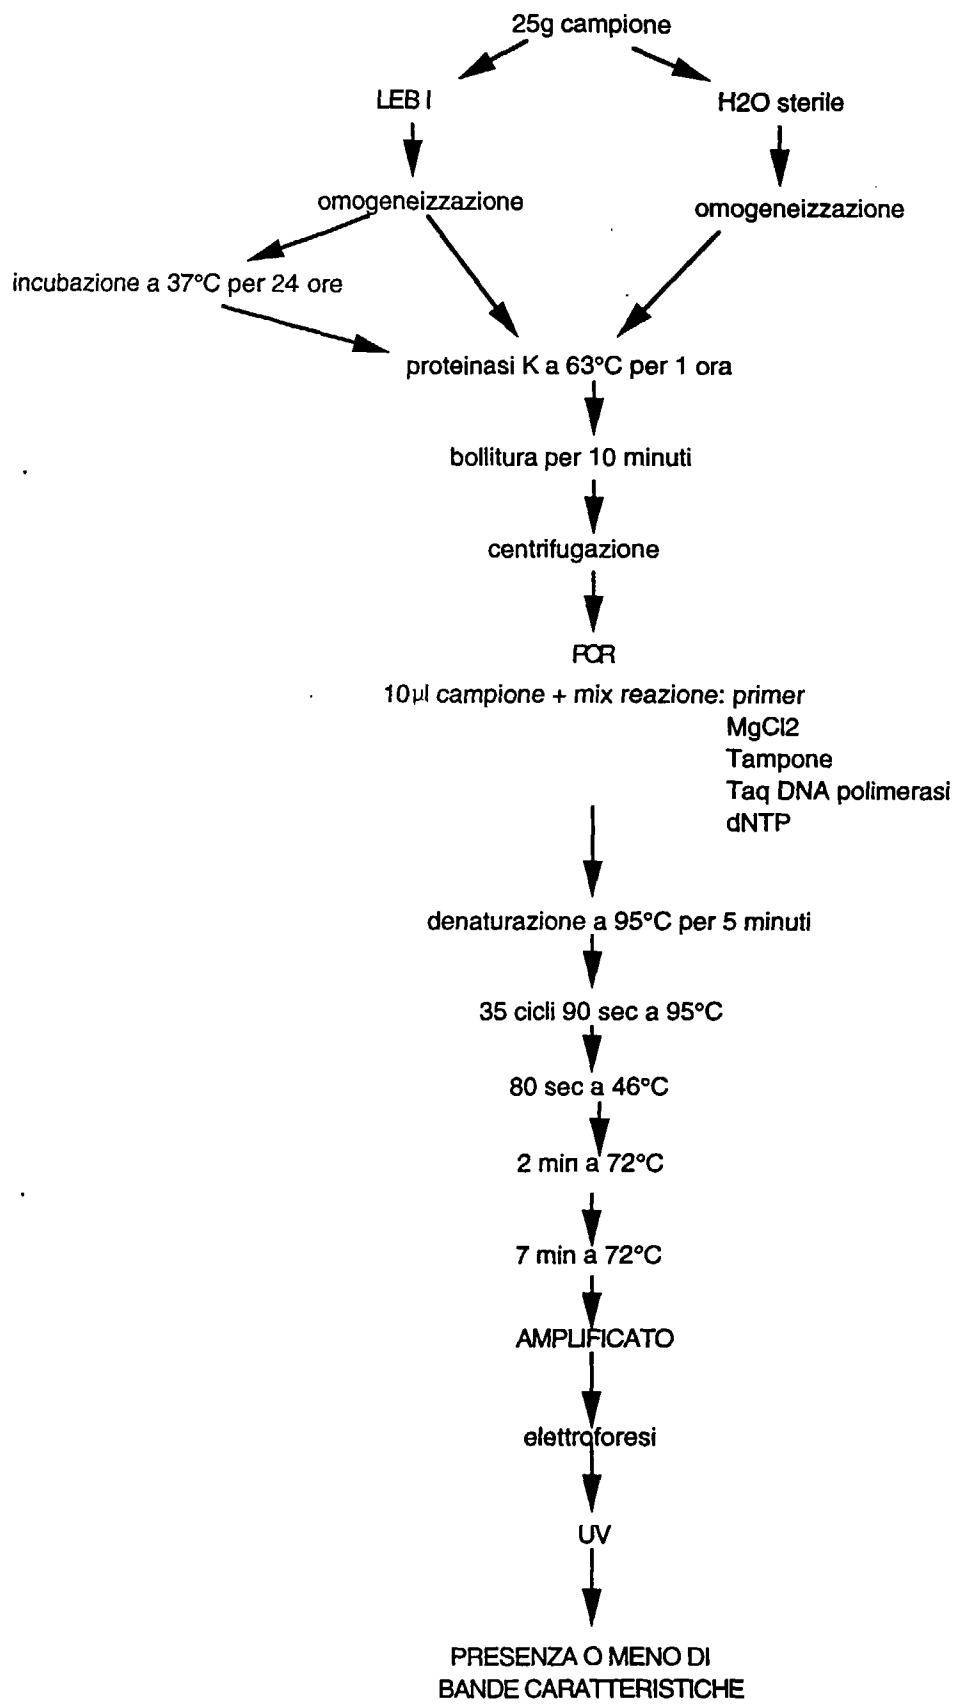 25g campione
LEB I
H2O sterile
omogeneizzazione
omogeneizzazione
incubazione a 37°C per 24 ore
proteinasi K a 63°C per 1 ora
bollitura per 10 minuti
centrifugazione
PCR
10µl campione + mix reazione: primer
MgCl2
Tampone
Taq DNA polimerasi
dNTP
denaturazione a 95°C per 5 minuti
35 cicli 90 sec a 95°C
80 sec a 46°C
2 min a 72°C
7 min a 72°C
AMPLIFICATO
elettroforesi
UV
PRESENZA O MENO DI
BANDE CARATTERISTICHE